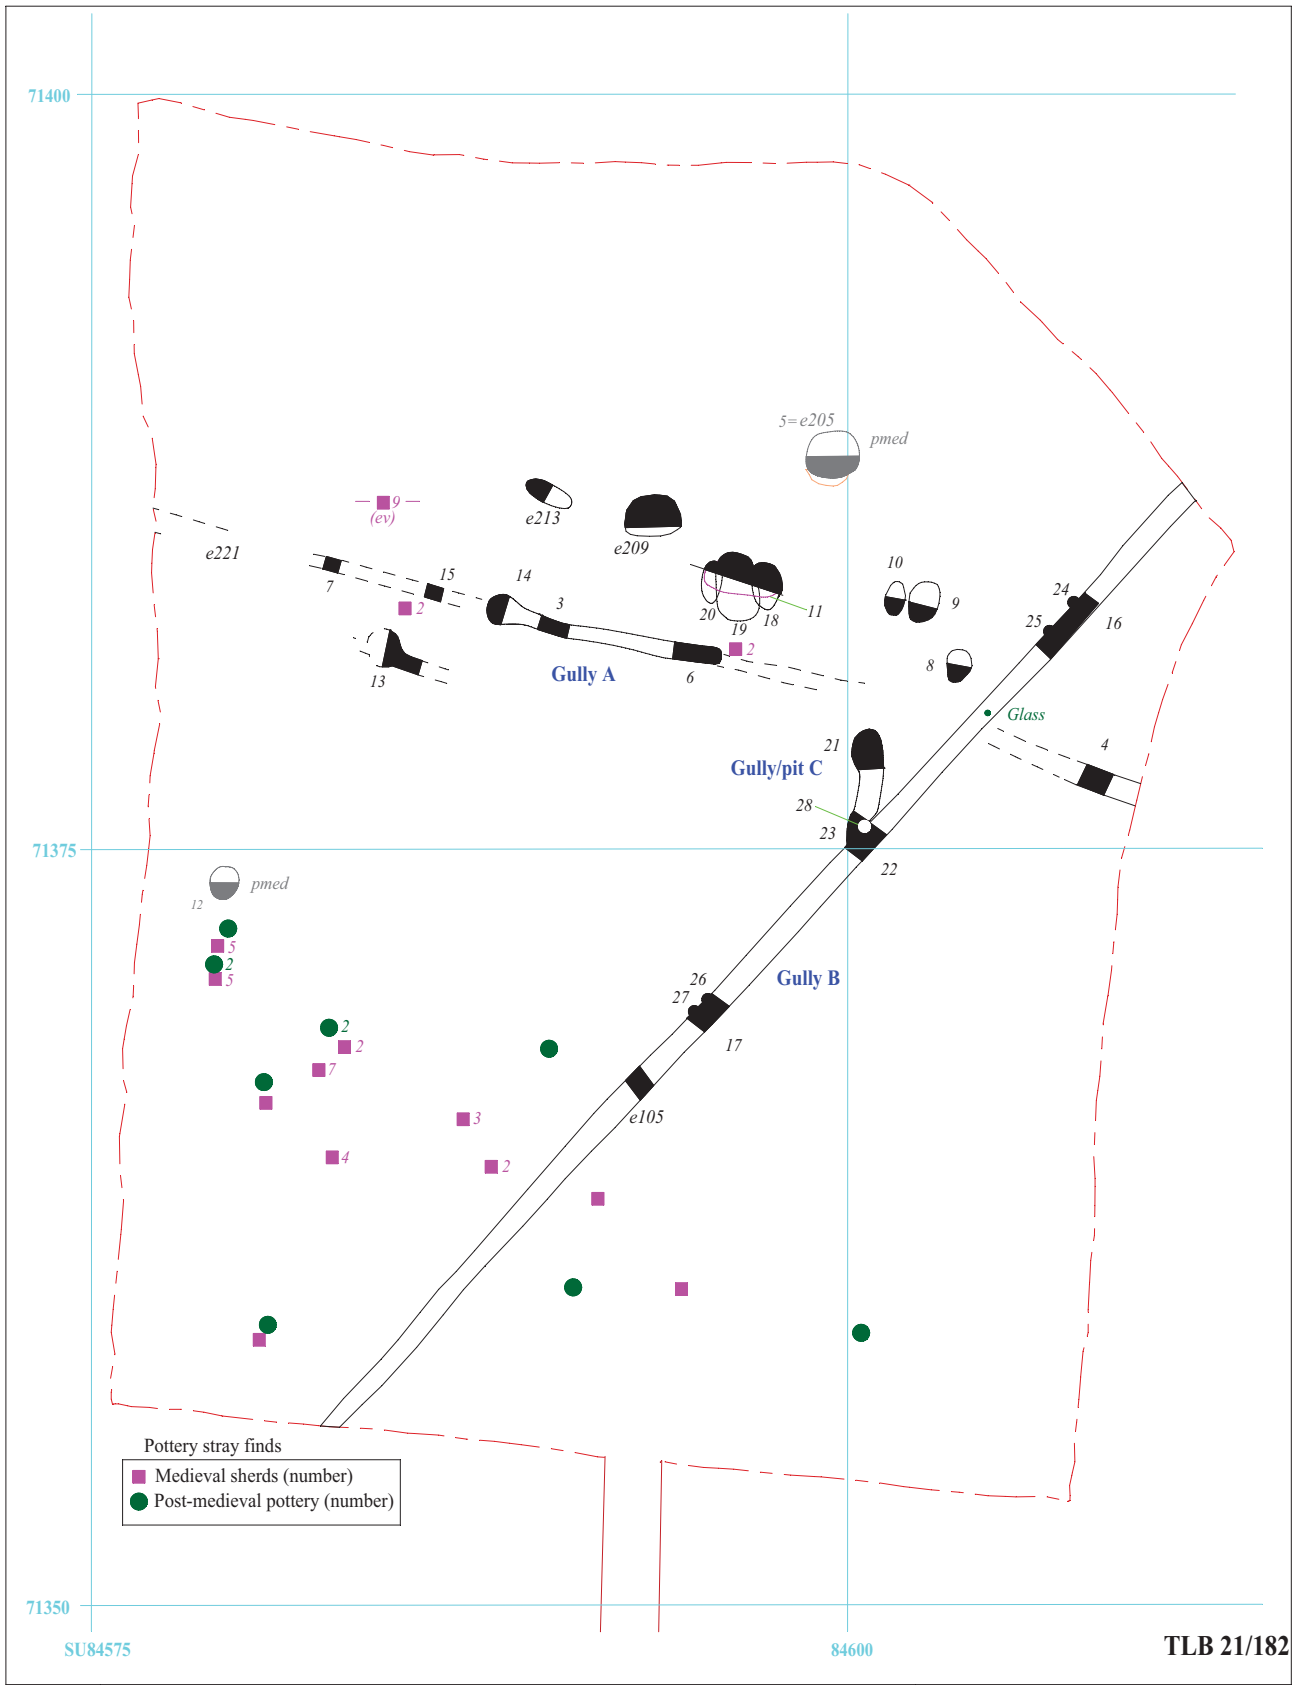 71400
5=e205
pmed
9
(ev)
e213
e209
e221
7
15
14
3
2
13
Gully A
6
20
19
18
11
2
10
9
8
24
25
16
Glass
4
21
Gully/pit C
28
23
71375
22
12
pmed
5
2
5
2
2
7
4
3
2
26
27
Gully B
17
e105
Pottery stray finds
Medieval sherds (number)
Post-medieval pottery (number)
71350
SU84575
84600
TLB 21/182